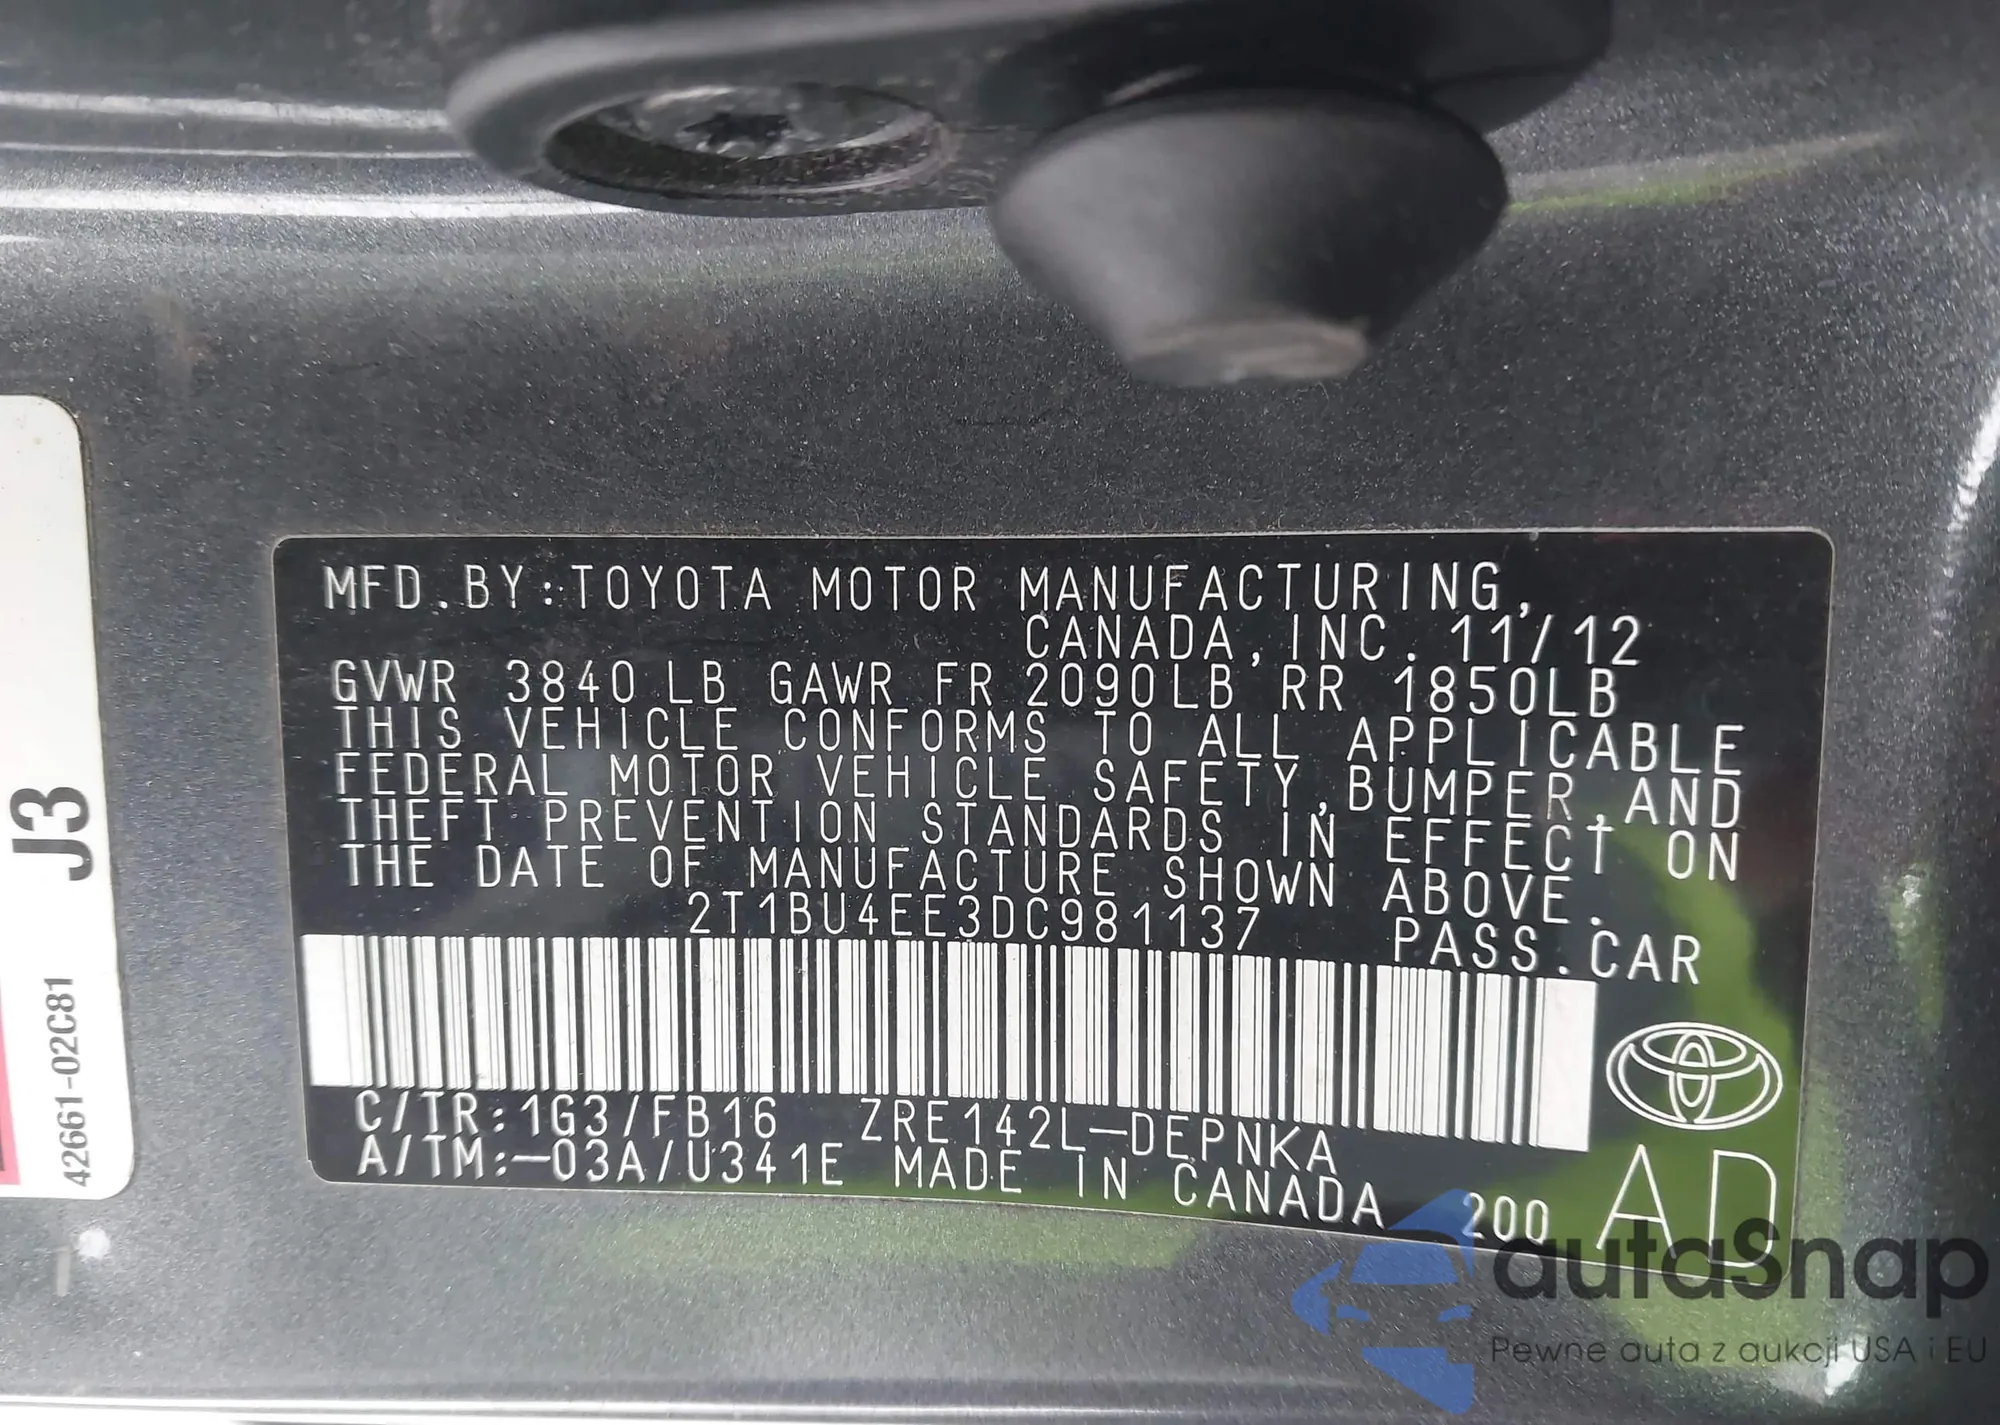 MFD.BY:TOYOTA MOTOR MANUFACTURING,
CANADA,INC. 11/12
GVWR 3840LB GAWR FR 2090LB RR 1850LB
THIS VEHICLE CONFORMS TO ALL APPLICABLE
FEDERAL MOTOR VEHICLE SAFETY,BUMPER,AND
THEFT PREVENTION STANDARDS IN EFFECT ON
THE DATE OF MANUFACTURE SHOWN ABOVE.
2T1BU4EE3DC981137 PASS.CAR
C/TR:1G3/FB16 ZRE142L-DEPNKA
A/TM:-03A/U341E MADE IN CANADA 200
AD
J3
42661-02C81
autaSnap
Pewne auta z aukcji USA i EU